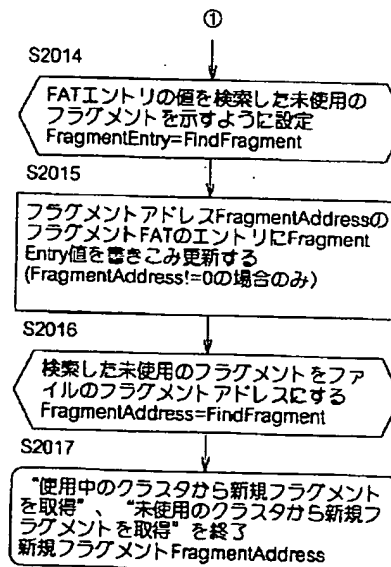 ①
S2014
FATエントリの値を検索した未使用の
フラグメントを示すように設定
FragmentEntry=FindFragment
S2015
フラグメントアドレスFragmentAddressの
フラグメントFATのエントリにFragment
Entry値を書きこみ更新する
(FragmentAddress!=0の場合のみ)
S2016
検索した未使用のフラグメントをファ
イルのフラグメントアドレスにする
FragmentAddress=FindFragment
S2017
“使用中のクラスタから新規フラグメント
を取得”、“未使用のクラスタから新規フ
ラグメントを取得”を終了
新規フラグメントFragmentAddress